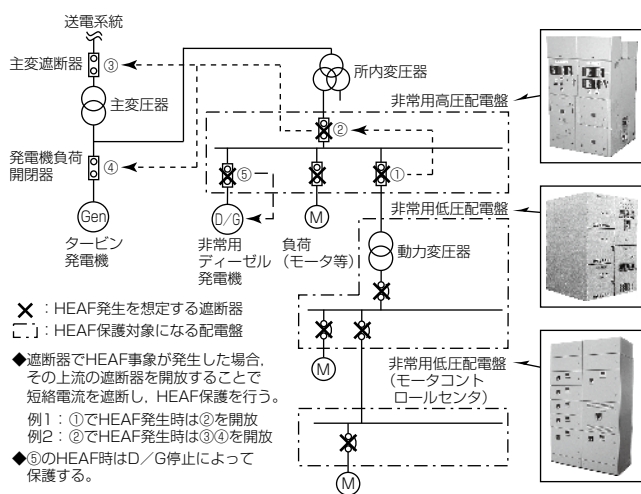 送電系統
主変遮断器
③
主変圧器
所内変圧器
非常用高圧配電盤
②
発電機負荷
開閉器
④
⑤
①
Gen
D/G
M
非常用低圧配電盤
タービン
発電機
非常用
ディーゼル
発電機
負荷
(モータ等)
動力変圧器
×:HEAF発生を想定する遮断器
:HEAF保護対象になる配電盤
M
◆遮断器でHEAF事象が発生した場合,
その上流の遮断器を開放することで
短絡電流を遮断し,HEAF保護を行う。
例1:①でHEAF発生時は②を開放
例2:②でHEAF発生時は③④を開放
◆⑤のHEAF時はD/G停止によって
保護する。
非常用低圧配電盤
(モータコント
ロールセンタ)
M